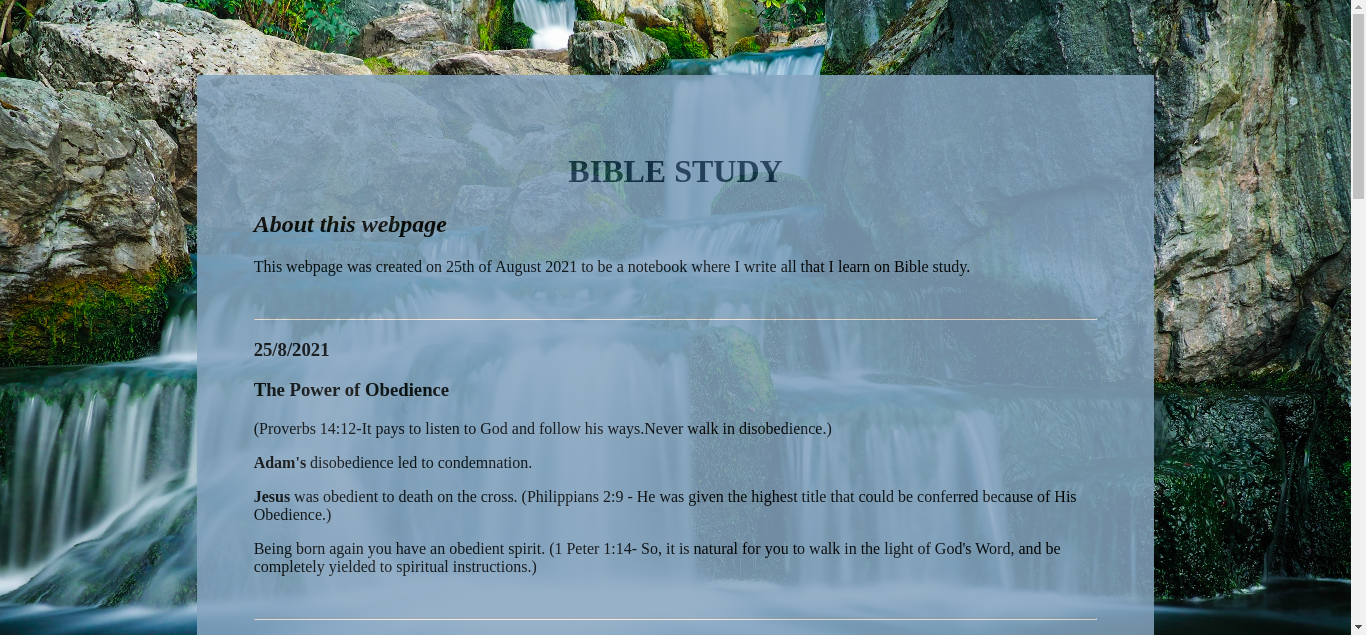 BIBLE STUDY
About this webpage
This webpage was created on 25th of August 2021 to be a notebook where I write all that I learn on Bible study.
25/8/2021
The Power of Obedience
(Proverbs 14:12-It pays to listen to God and follow his ways.Never walk in disobedience.)
Adam's disobedience led to condemnation.
Jesus was obedient to death on the cross. (Philippians 2:9 - He was given the highest title that could be conferred because of His
Obedience.)
Being born again you have an obedient spirit. (1 Peter 1:14- So, it is natural for you to walk in the light of God's Word, and be
completely yielded to spiritual instructions.)